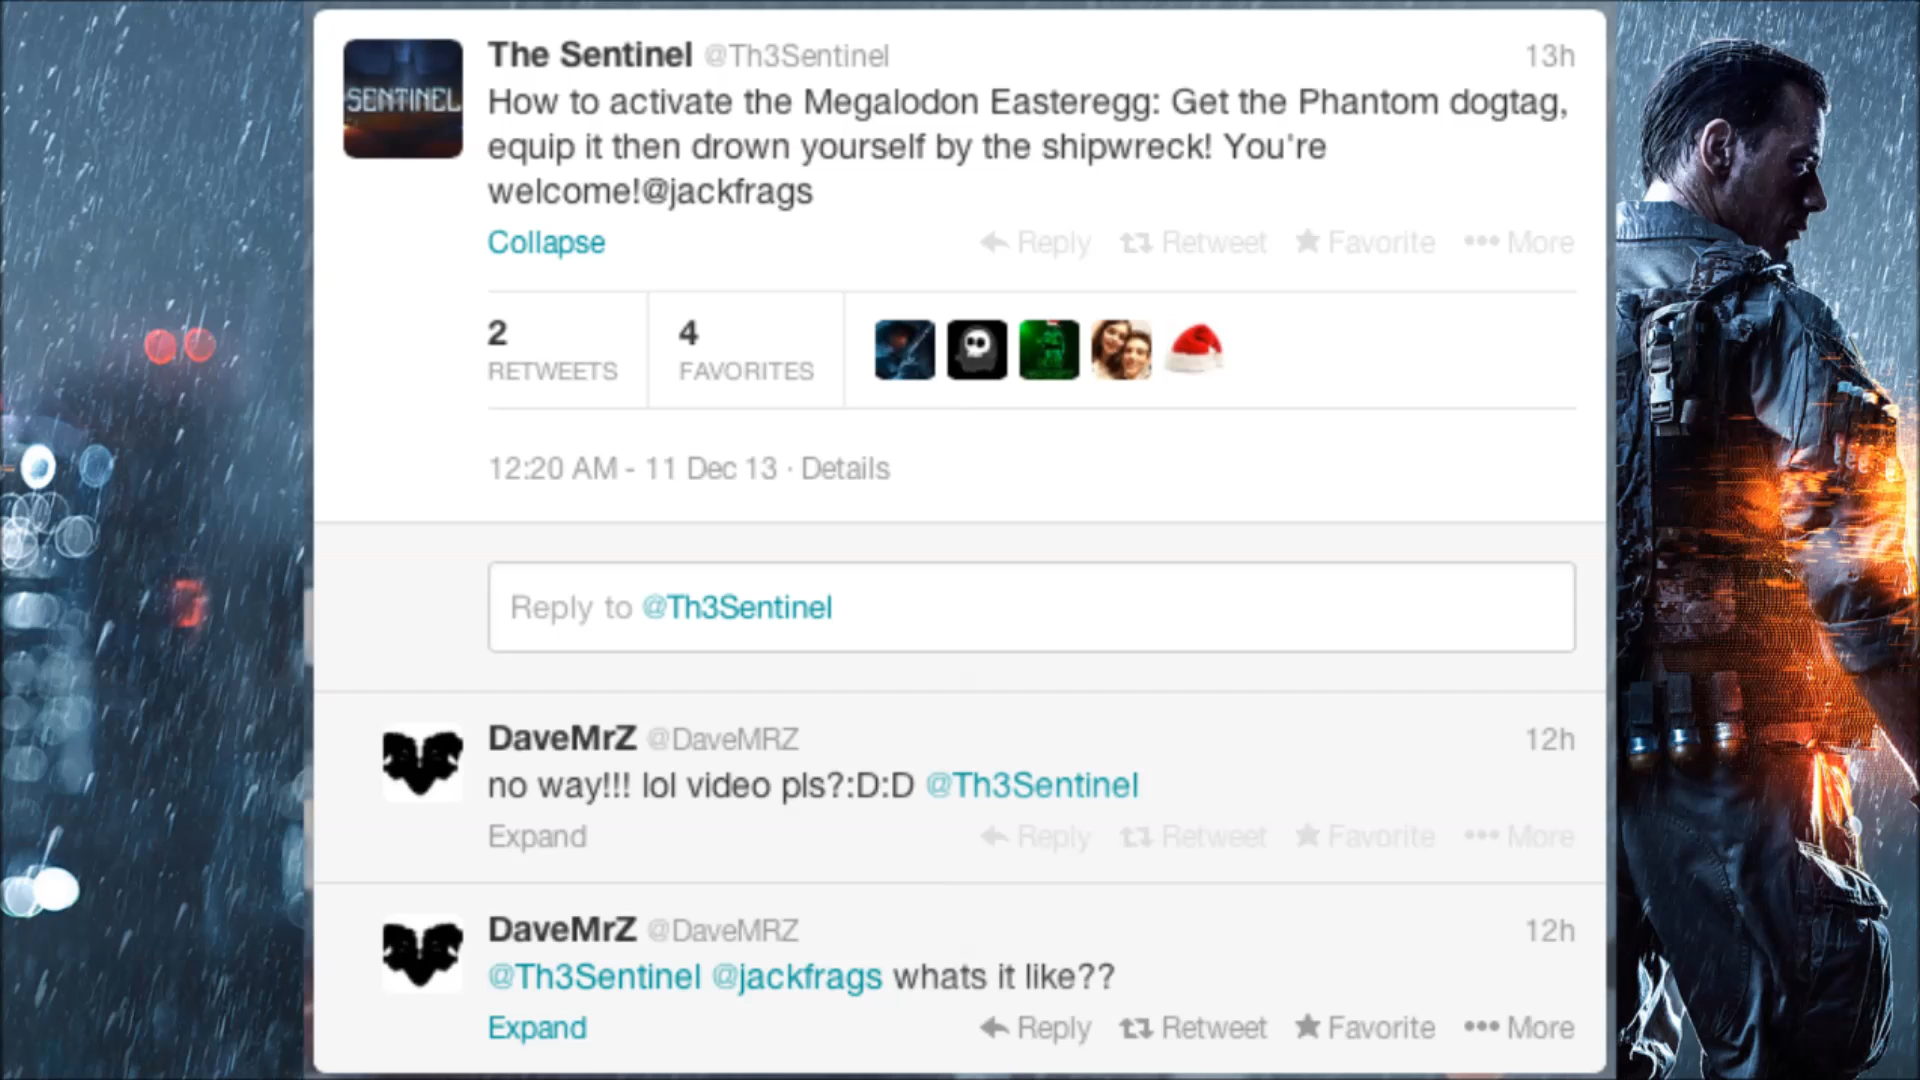 SENTINEL
The Sentinel @Th3Sentinel 13h
How to activate the Megalodon Easteregg: Get the Phantom dogtag,
equip it then drown yourself by the shipwreck! You're
welcome!@jackfrags
Collapse Reply Retweet Favorite More
2 RETWEETS 4 FAVORITES
12:20 AM - 11 Dec 13 · Details
Reply to @Th3Sentinel
DaveMrZ @DaveMRZ 12h
no way!!! lol video pls?:D:D @Th3Sentinel
Expand Reply Retweet Favorite More
DaveMrZ @DaveMRZ 12h
@Th3Sentinel @jackfrags whats it like??
Expand Reply Retweet Favorite More